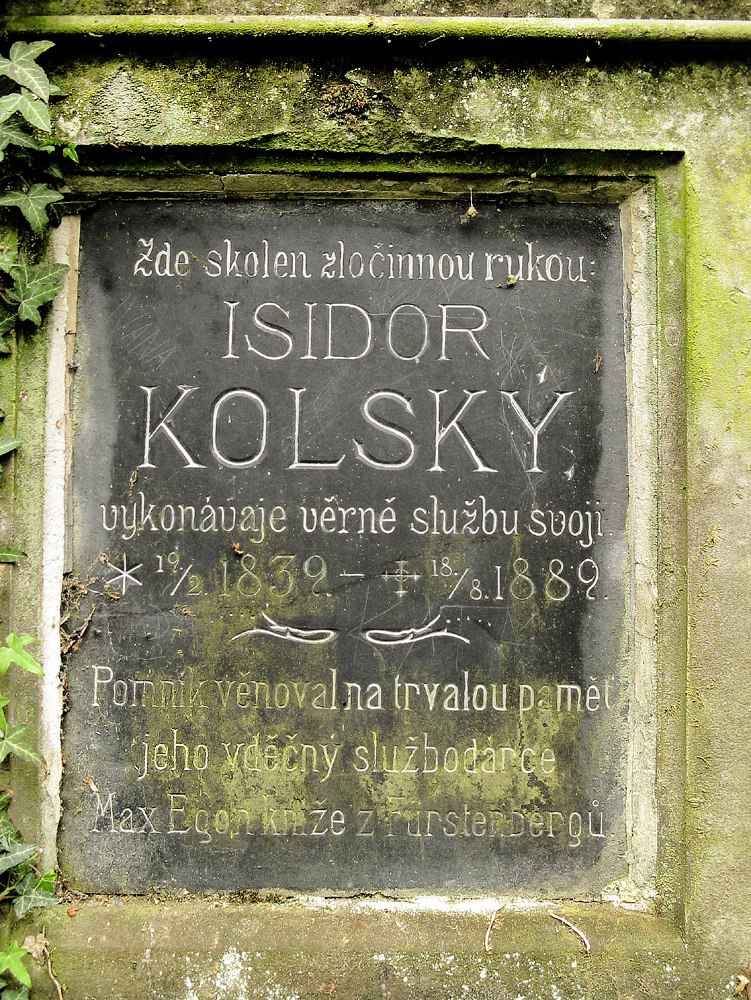 Zde skolen zločinnou rukou:
ISIDOR
KOLSKÝ
vykonávaje věrně službu svoji
* 19./2. 1839 – ✝ 18./8. 1889.
Pomník věnoval na trvalou paměť
jeho vděčný službodárce
Max Egon kníže z Fürstenbergů